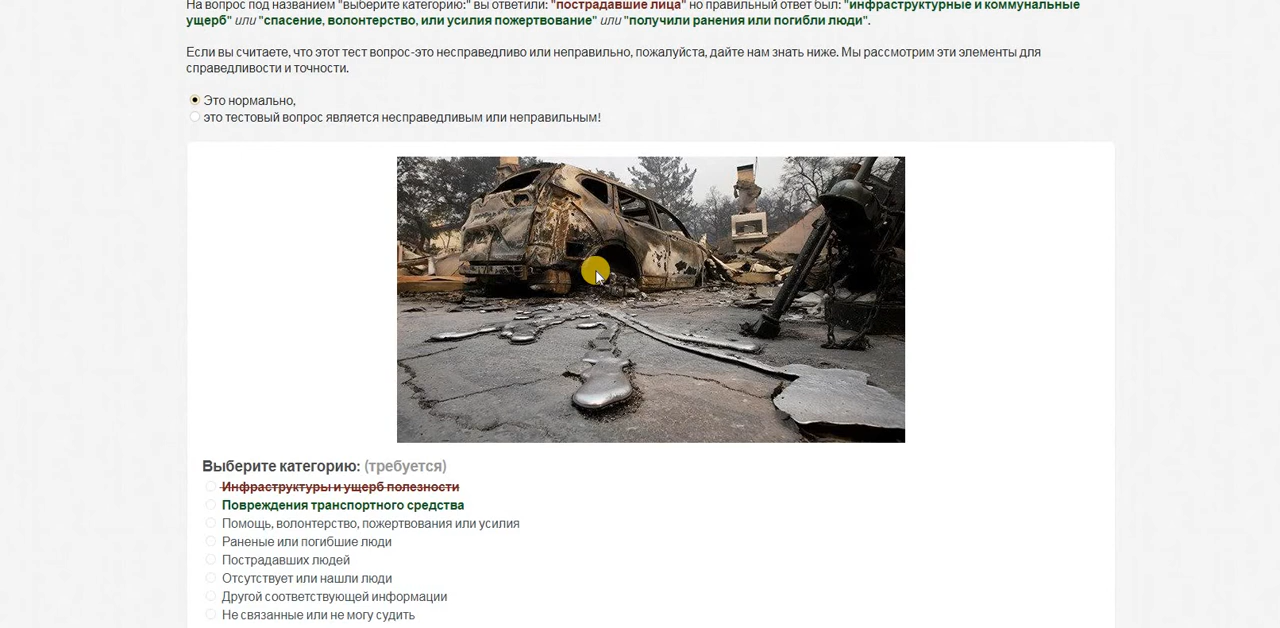 На вопрос под названием "выберите категорию:" вы ответили: "пострадавшие лица" но правильный ответ был: "инфраструктурные и коммунальные
ущерб" или "спасение, волонтерство, или усилия пожертвование" или "получили ранения или погибли люди".
Если вы считаете, что этот тест вопрос-это несправедливо или неправильно, пожалуйста, дайте нам знать ниже. Мы рассмотрим эти элементы для
справедливости и точности.
Это нормально,
это тестовый вопрос является несправедливым или неправильным!
Выберите категорию: (требуется)
Инфраструктуры и ущерб полезности
Повреждения транспортного средства
Помощь, волонтерство, пожертвования или усилия
Раненые или погибшие люди
Пострадавших людей
Отсутствует или нашли люди
Другой соответствующей информации
Не связанные или не могу судить